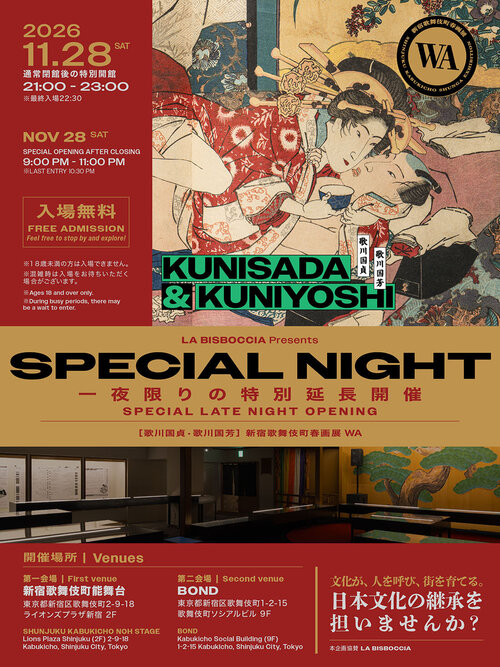 2026
11.28 SAT
通常閉館後の特別開館
21:00 - 23:00
※最終入場22:30
NOV 28 SAT
SPECIAL OPENING AFTER CLOSING
9:00 PM - 11:00 PM
※LAST ENTRY 10:30 PM
入場無料
FREE ADMISSION
Feel free to stop by and explore!
※18歳未満の方は入場できません。
※混雑時は入場をお待ちいただく
場合がございます。
※Ages 18 and over only.
※During busy periods, there may
be a wait to enter.
新宿歌舞伎町春画展
WA
SHINJUKU KABUKICHO SHUNGA EXHIBITION
歌川国貞
歌川国芳
KUNISADA
& KUNIYOSHI
LA BISBOCCIA Presents
SPECIAL NIGHT
一夜限りの特別延長開催
SPECIAL LATE NIGHT OPENING
［歌川国貞・歌川国芳］新宿歌舞伎町春画展 WA
開催場所 | Venues
第一会場 | First venue
新宿歌舞伎町能舞台
東京都新宿区歌舞伎町2-9-18
ライオンズプラザ新宿 2F
SHUNJUKU KABUKICHO NOH STAGE
Lions Plaza Shinjuku (2F) 2-9-18
Kabukicho, Shinjuku City, Tokyo
第二会場 | Second venue
BOND
東京都新宿区歌舞伎町1-2-15
歌舞伎町ソシアルビル 9F
BOND
Kabukicho Social Building (9F)
1-2-15 Kabukicho, Shinjuku City, Tokyo
文化が、人を呼び、街を育てる。
日本文化の継承を
担いませんか？
本企画協賛 LA BISBOCCIA